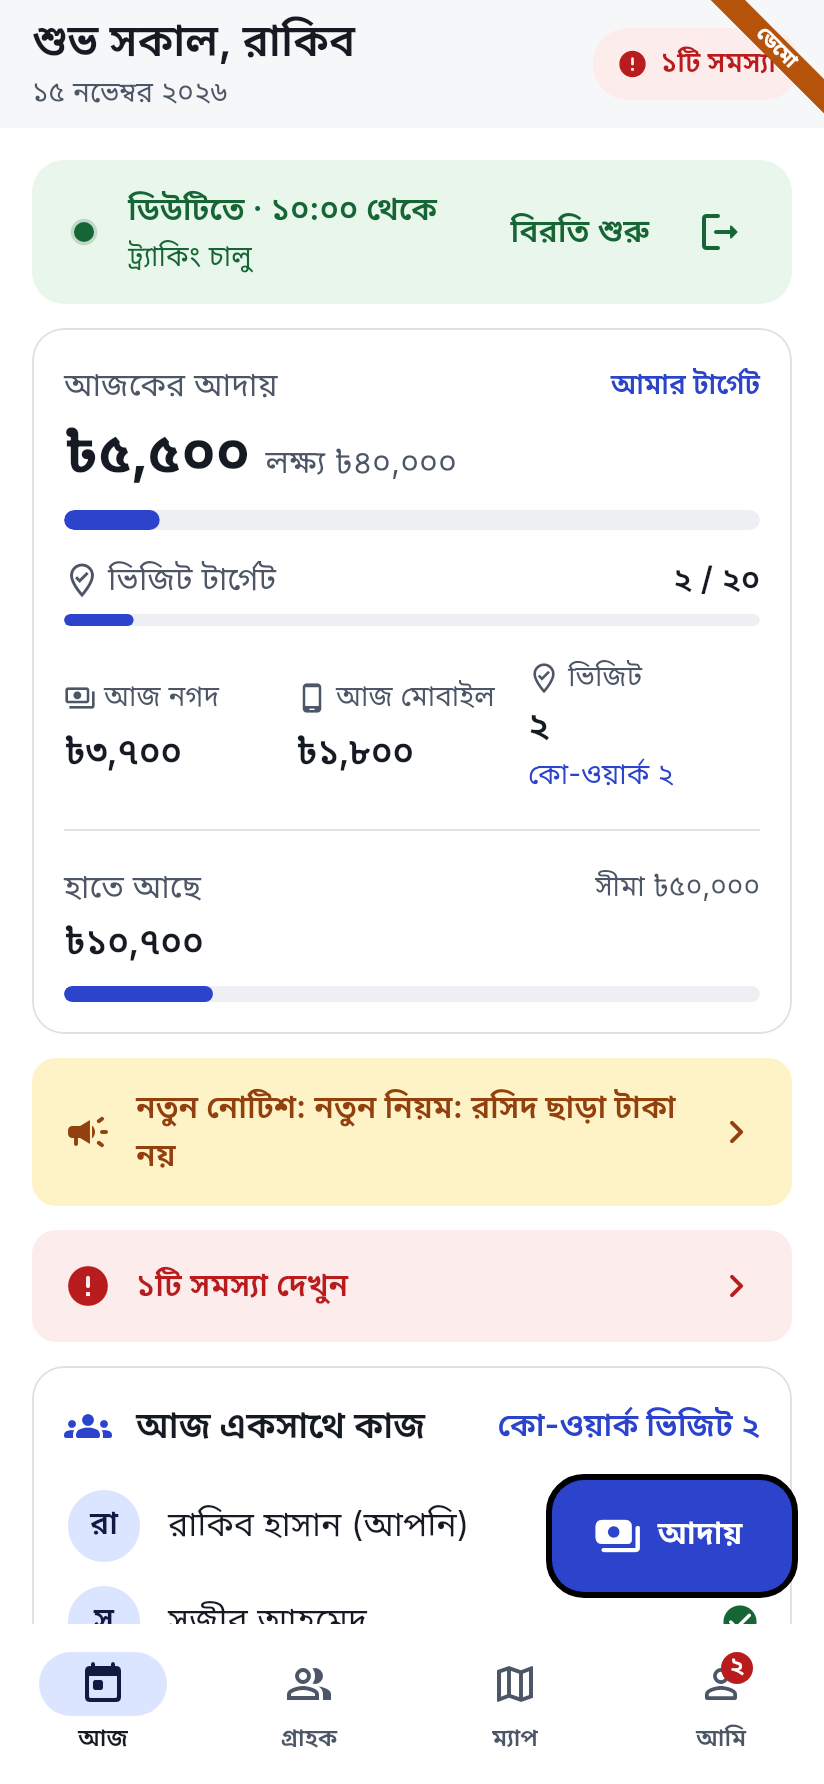 শুভ সকাল, রাকিব
১৫ নভেম্বর ২০২৬
১টি সমস্যা
ডেমো
ডিউটিতে · ১০:০০ থেকে
ট্র্যাকিং চালু
বিরতি শুরু
আজকের আদায়
আমার টার্গেট
৳৫,৫০০ লক্ষ্য ৳৪০,০০০
ভিজিট টার্গেট
২ / ২০
আজ নগদ
৳৩,৭০০
আজ মোবাইল
৳১,৮০০
ভিজিট
২
কো-ওয়ার্ক ২
হাতে আছে
সীমা ৳৫০,০০০
৳১০,৭০০
নতুন নোটিশ: নতুন নিয়ম: রসিদ ছাড়া টাকা
নয়
১টি সমস্যা দেখুন
আজ একসাথে কাজ
কো-ওয়ার্ক ভিজিট ২
রা
রাকিব হাসান (আপনি)
আদায়
স
সজীব আহমেদ
আজ
গ্রাহক
ম্যাপ
২
আমি